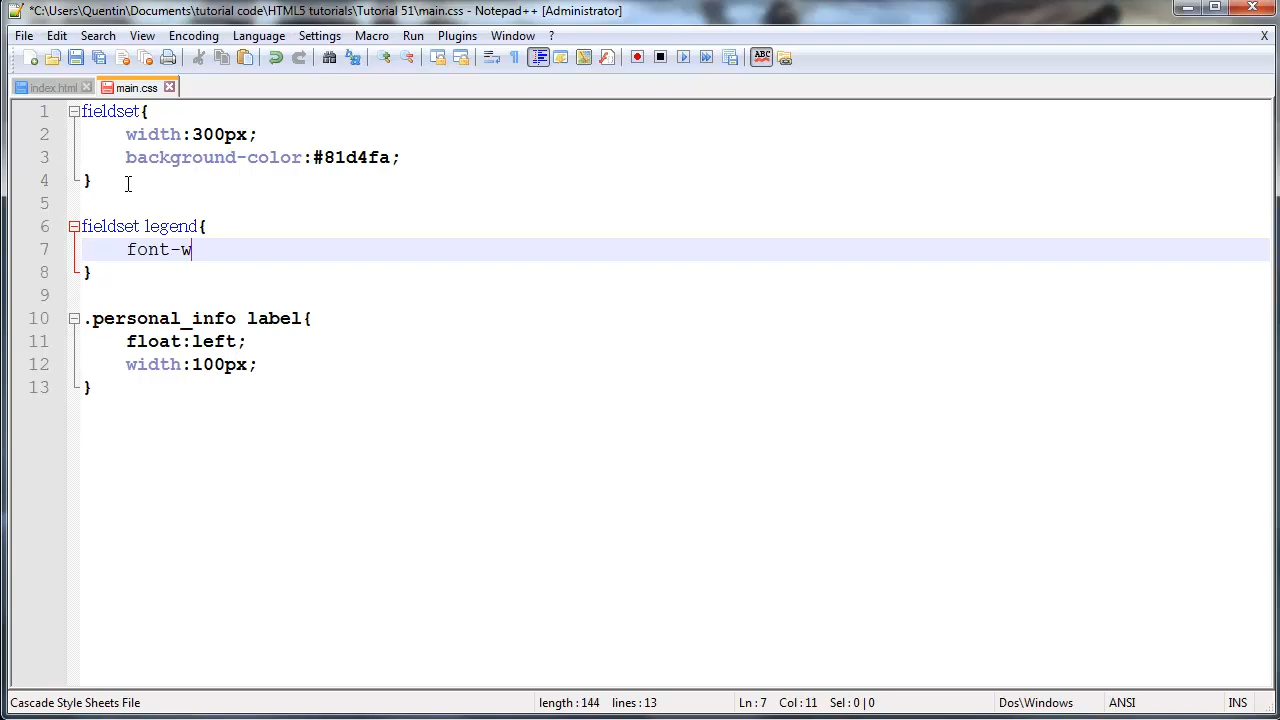 *C:\Users\Quentin\Documents\tutorial code\HTML5 tutorials\Tutorial 51\main.css - Notepad++ [Administrator]
File Edit Search View Encoding Language Settings Macro Run Plugins Window ? X
index.html main.css
1 fieldset{
2 width:300px;
3 background-color:#81d4fa;
4 }
5
6 fieldset legend{
7 font-w
8 }
9
10 .personal_info label{
11 float:left;
12 width:100px;
13 }
Cascade Style Sheets File length : 144 lines : 13 Ln : 7 Col : 11 Sel : 0 | 0 Dos\Windows ANSI INS